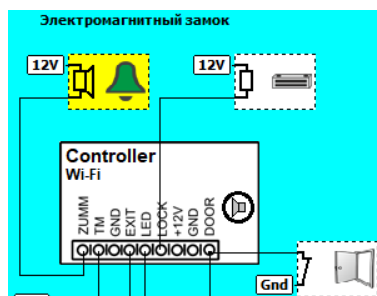 Электромагнитный замок
12V
12V
Controller
Wi-Fi
ZUMM
TM
GND
EXIT
LED
LOCK
+12V
GND
DOOR
Gnd